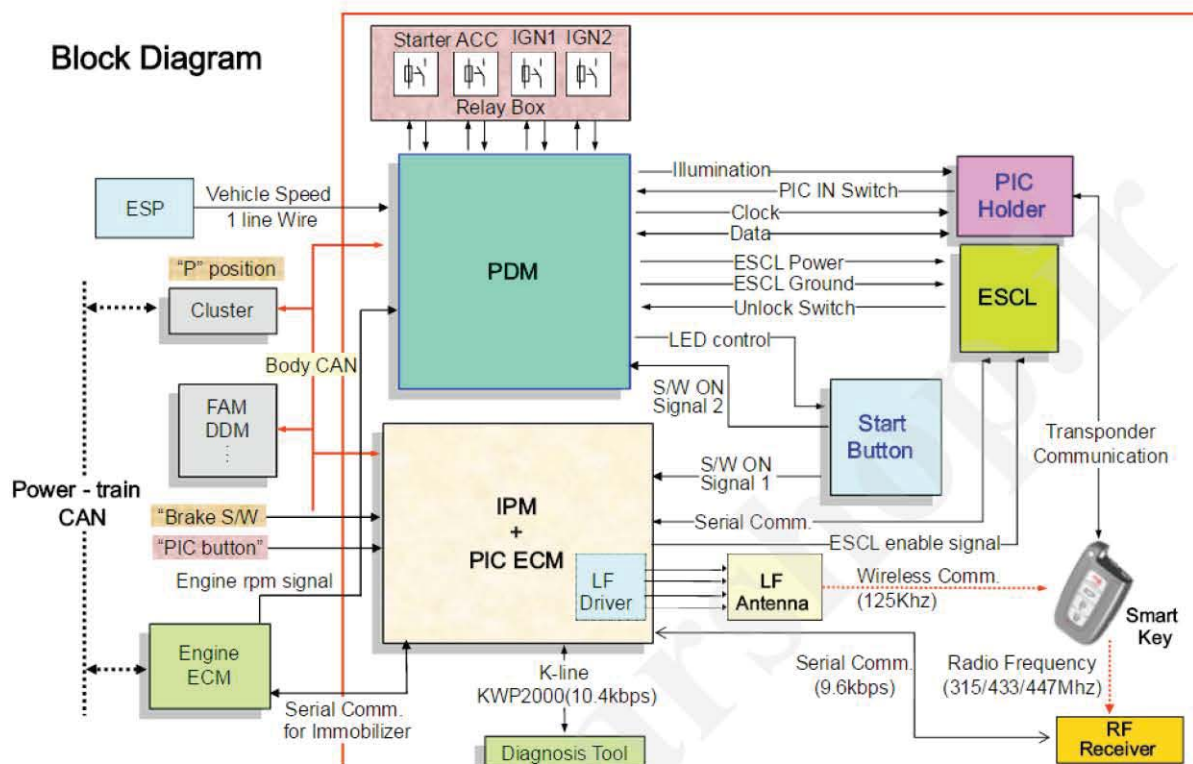 Block Diagram
Starter ACC IGN1 IGN2
Relay Box
ESP
Vehicle Speed
1 line Wire
PDM
Illumination
PIC IN Switch
Clock
Data
PIC
Holder
ESCL Power
ESCL Ground
Unlock Switch
ESCL
"P" position
Cluster
Body CAN
LED control
S/W ON
Signal 2
Start
Button
FAM
DDM
⋮
Power - train
CAN
S/W ON
Signal 1
Transponder
Communication
IPM
+
PIC ECM
"Brake S/W
"PIC button"
Serial Comm.
ESCL enable signal
Engine rpm signal
LF
Driver
LF
Antenna
Wireless Comm.
(125Khz)
Smart
Key
Engine
ECM
K-line
KWP2000(10.4kbps)
Serial Comm.
(9.6kbps)
Radio Frequency
(315/433/447Mhz)
Serial Comm.
for Immobilizer
Diagnosis Tool
RF
Receiver